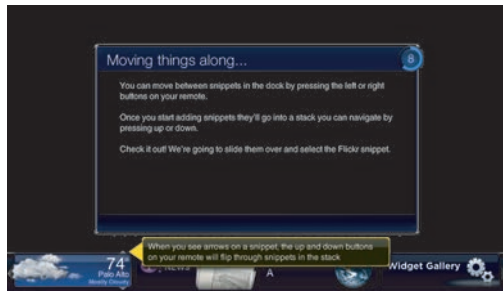 Moving things along...
8
You can move between snippets in the dock by pressing the left or right
buttons on your remote.
Once you start adding snippets they'll go into a stack you can navigate by
pressing up or down.
Check it out! We're going to slide them over and select the Flickr snippet.
When you see arrows on a snippet, the up and down buttons
on your remote will flip through snippets in the stack
74°
Palo Alto
Mostly Cloudy
NEWS
A
Widget Gallery